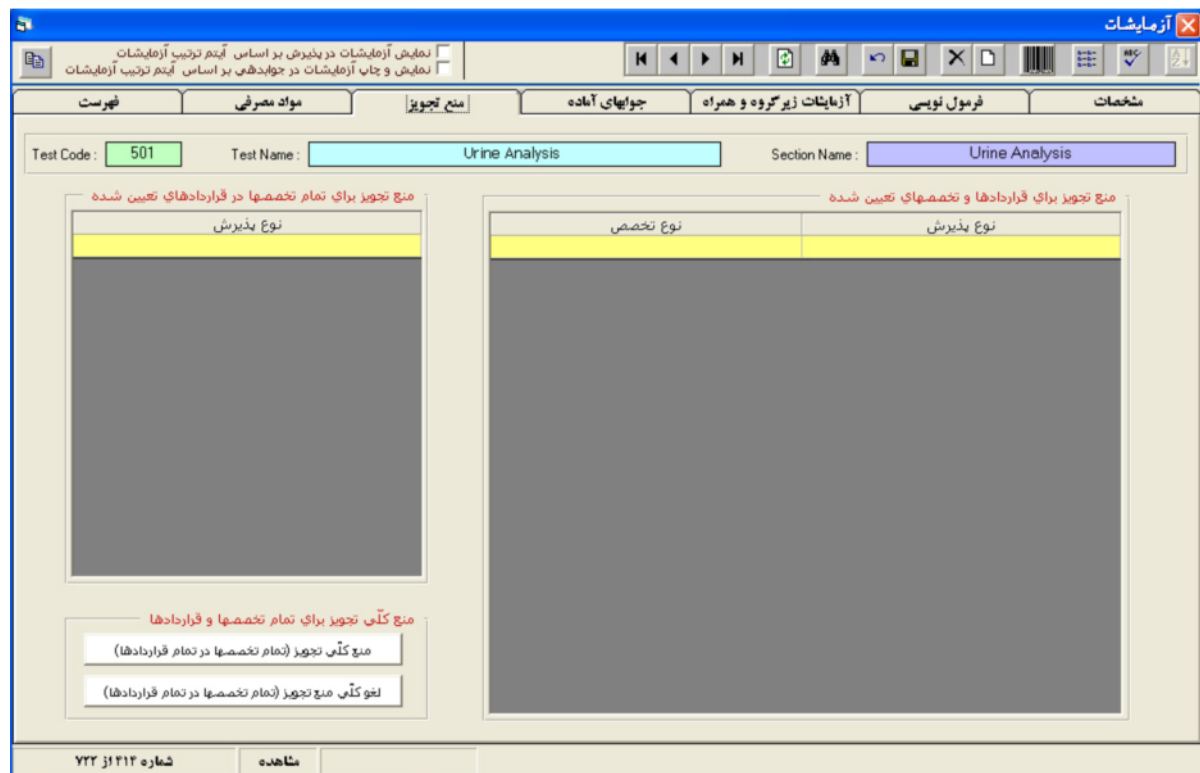 آزمایشات
نمایش آزمایشات در پذیرش بر اساس آیتم ترتیب آزمایشات
نمایش و چاپ آزمایشات در جوابدهی بر اساس آیتم ترتیب آزمایشات
مشخصات
فرمول نویسی
آزمایشات زیر گروه و همراه
جوابهای آماده
منع تجویز
مواد مصرفی
فهرست
Test Code : 501 Test Name : Urine Analysis Section Name : Urine Analysis
منع تجویز برای قراردادها و تخصصهای تعیین شده
نوع پذیرش
نوع تخصص
منع تجویز برای تمام تخصصها در قراردادهای تعیین شده
نوع پذیرش
منع کلّی تجویز برای تمام تخصصها و قراردادها
منع کلّی تجویز (تمام تخصصها در تمام قراردادها)
لغو کلّی منع تجویز (تمام تخصصها در تمام قراردادها)
مشاهده
شماره ۴۱۴ از ۷۲۲